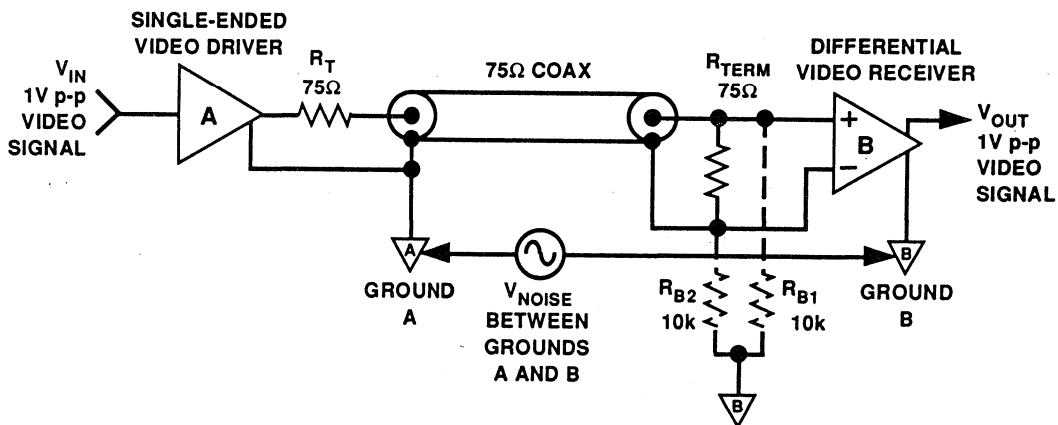 SINGLE-ENDED
VIDEO DRIVER
V_IN
1V p-p
VIDEO
SIGNAL
A
R_T
75Ω
75Ω COAX
R_TERM
75Ω
DIFFERENTIAL
VIDEO RECEIVER
+
B
−
V_OUT
1V p-p
VIDEO
SIGNAL
A
GROUND
A
V_NOISE
BETWEEN
GROUNDS
A AND B
R_B2
10k
R_B1
10k
B
GROUND
B
B